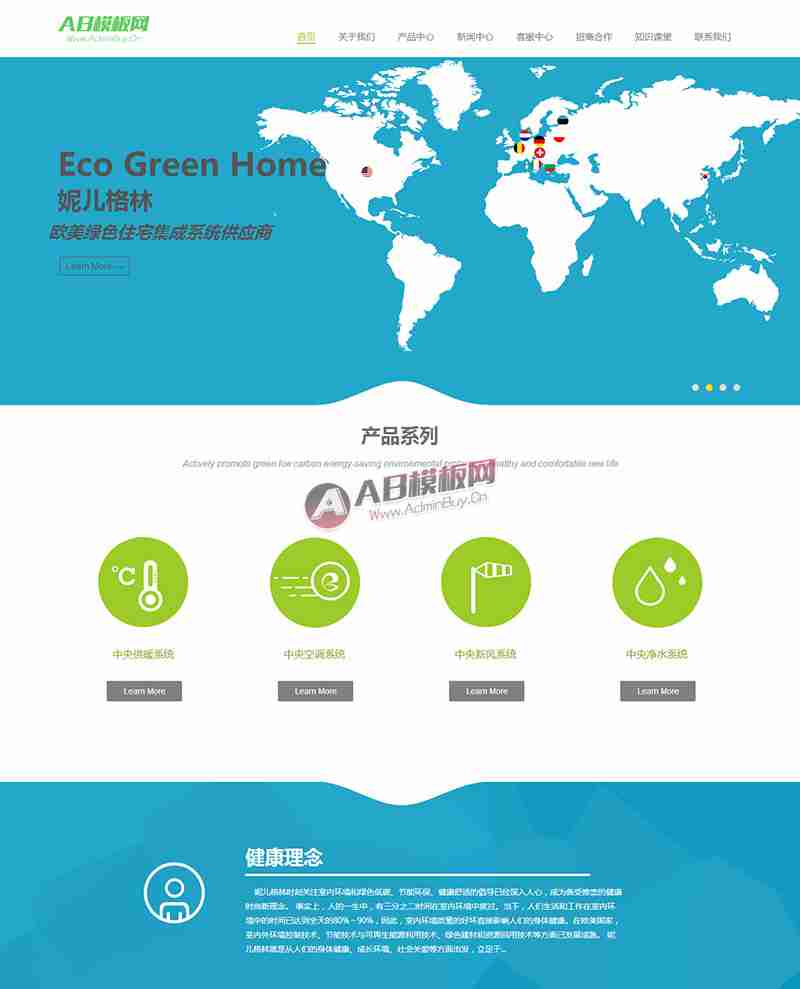 AB模板网
Www.AdminBuy.Cn
首页 关于我们 产品中心 新闻中心 客服中心 招商合作 知识课堂 联系我们
Eco Green Home
妮儿格林
欧美绿色住宅集成系统供应商
Learn More
产品系列
Actively promote green low carbon energy-saving environmental healthy and comfortable new life
AB模板网
Www.AdminBuy.Cn
℃
中央供暖系统 中央空调系统 中央新风系统 中央净水系统
Learn More Learn More Learn More Learn More
健康理念
妮儿格林时刻关注室内环境和绿色低碳、节能环保、健康舒适的倡导已经深入人心，成为备受推崇的健康
时尚新理念。 事实上，人的一生中，有三分之二时间在室内环境中度过。当下，人们生活和工作在室内环
境中的时间已达到全天的80%～90%，因此，室内环境质量的好坏直接影响人们的身体健康。在欧美国家，
室内外环境控制技术、节能技术与可再生能源利用技术、绿色建材和资源回用技术等方面已发展成熟。 妮
儿格林就是从人们的身体健康、成长环境、社会关爱等方面出发，立足于...